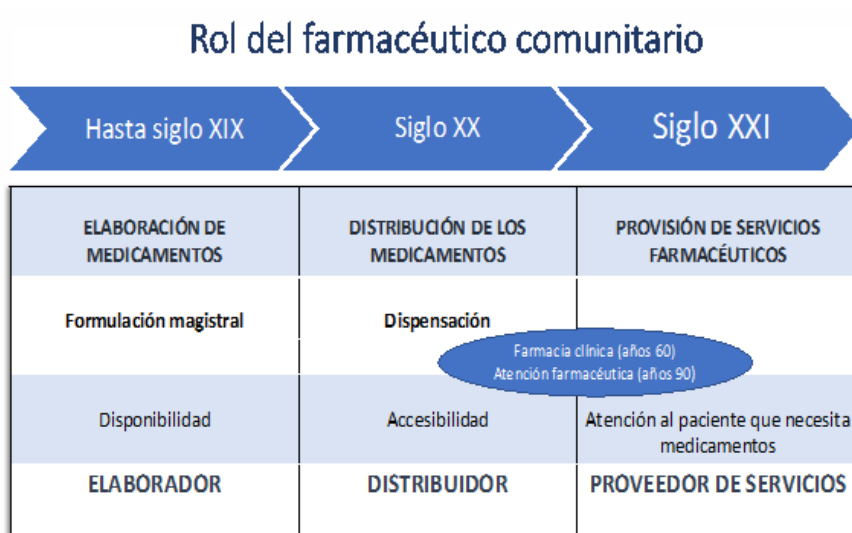 Rol del farmacéutico comunitario
Hasta siglo XIX
Siglo XX
Siglo XXI
ELABORACIÓN DE
MEDICAMENTOS
DISTRIBUCIÓN DE LOS
MEDICAMENTOS
PROVISIÓN DE SERVICIOS
FARMACÉUTICOS
Formulación magistral
Dispensación
Farmacia clínica (años 60)
Atención farmacéutica (años 90)
Disponibilidad
Accesibilidad
Atención al paciente que necesita
medicamentos
ELABORADOR
DISTRIBUIDOR
PROVEEDOR DE SERVICIOS